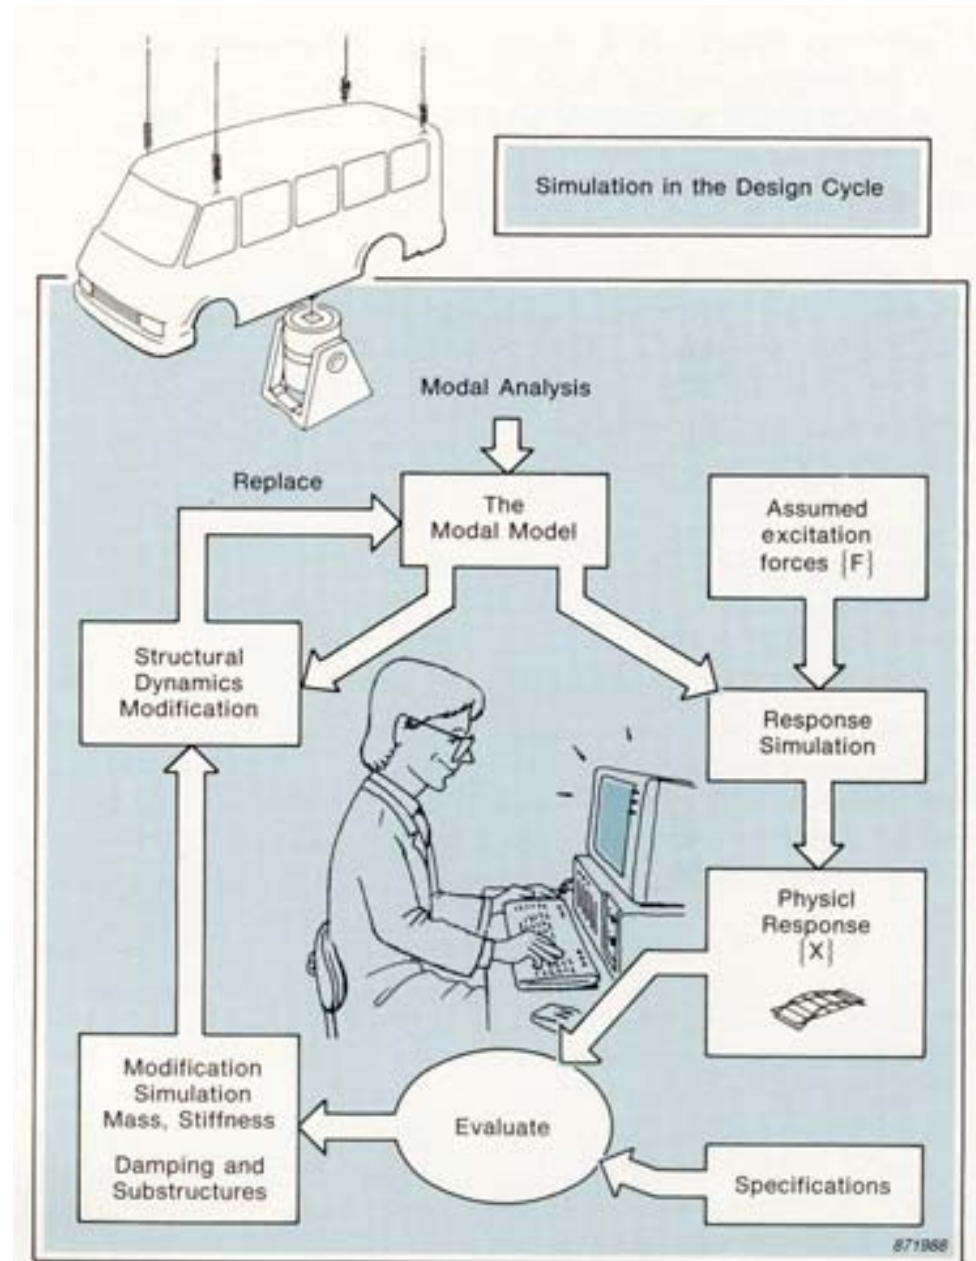 Simulation in the Design Cycle
Modal Analysis
Replace
The
Modal Model
Assumed
excitation
forces {F}
Structural
Dynamics
Modification
Response
Simulation
Physicl
Response
{X}
Modification
Simulation
Mass, Stiffness
Damping and
Substructures
Evaluate
Specifications
871988